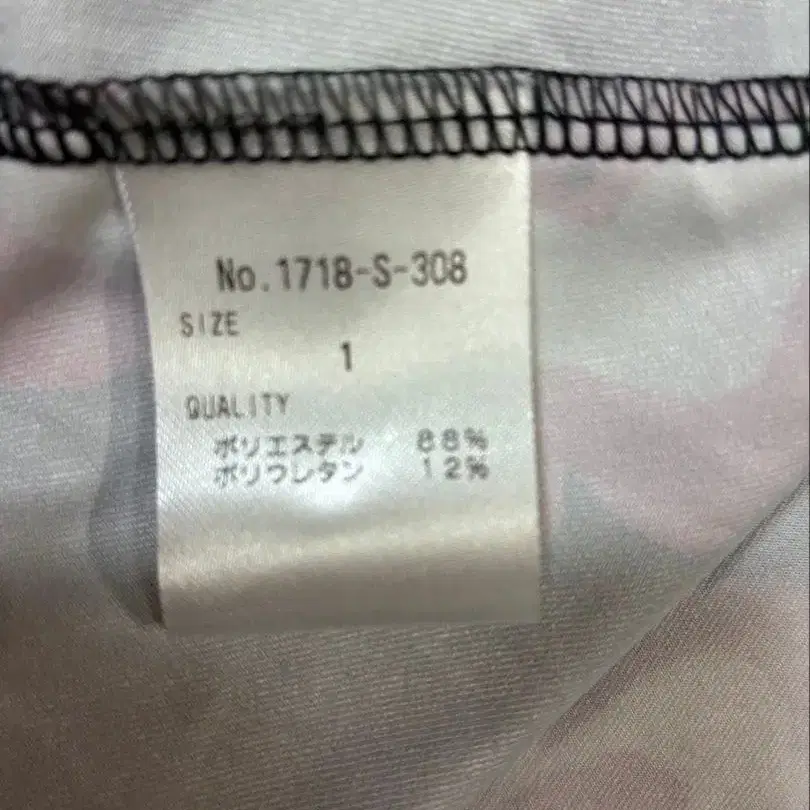 No.1718-S-308
SIZE
1
QUALITY
ポリエステル 88%
ポリウレタン 12%